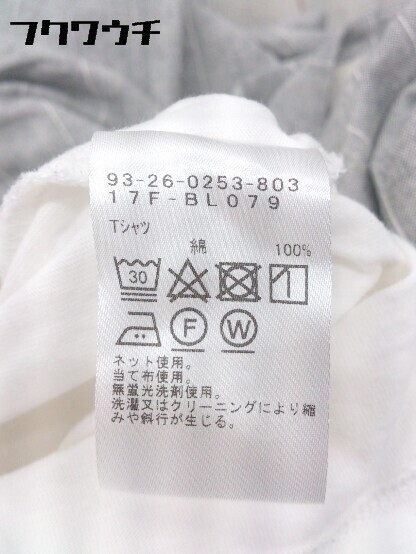 フクワウチ
93-26-0253-803
17F-BL079
Tシャツ
綿 100%
30
F W
ネット使用。
当て布使用。
無蛍光洗剤使用。
洗濯又はクリーニングにより縮
みや斜行が生じる。